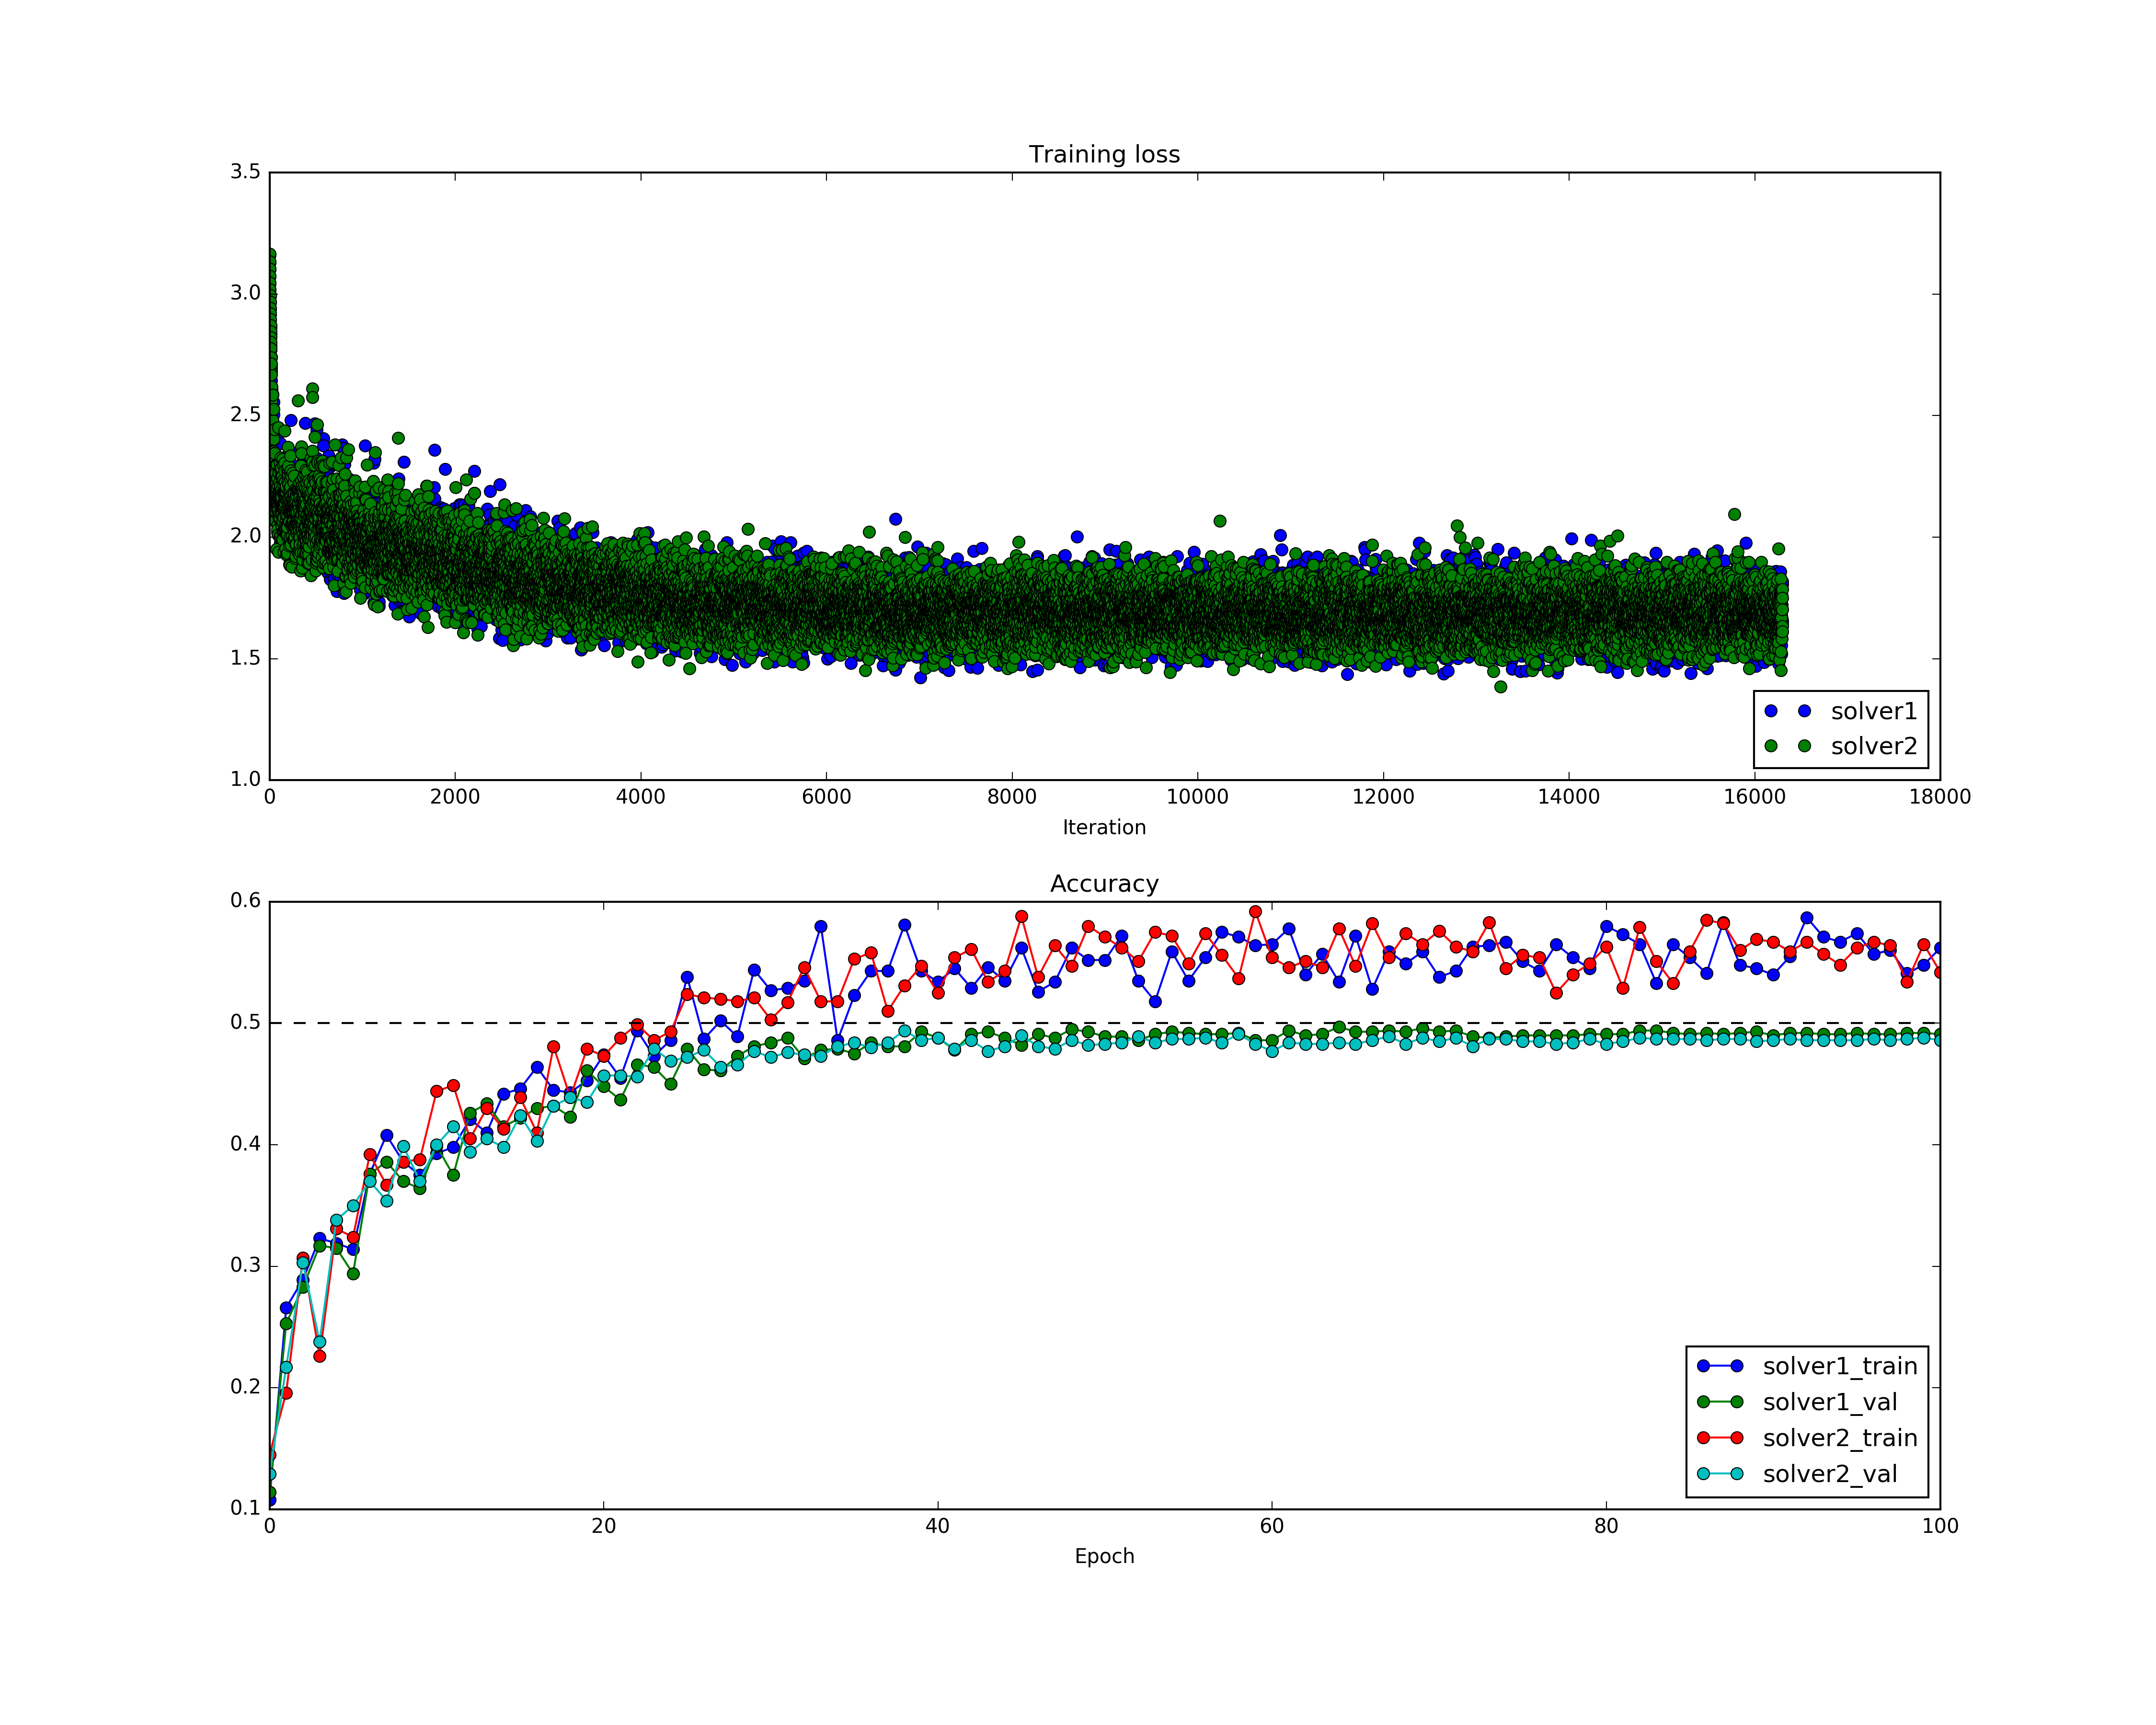 Training loss
3.5
3.0
2.5
2.0
1.5
1.0
0 2000 4000 6000 8000 10000 12000 14000 16000 18000
Iteration
solver1
solver2
Accuracy
0.6
0.5
0.4
0.3
0.2
0.1
0 20 40 60 80 100
Epoch
solver1_train
solver1_val
solver2_train
solver2_val